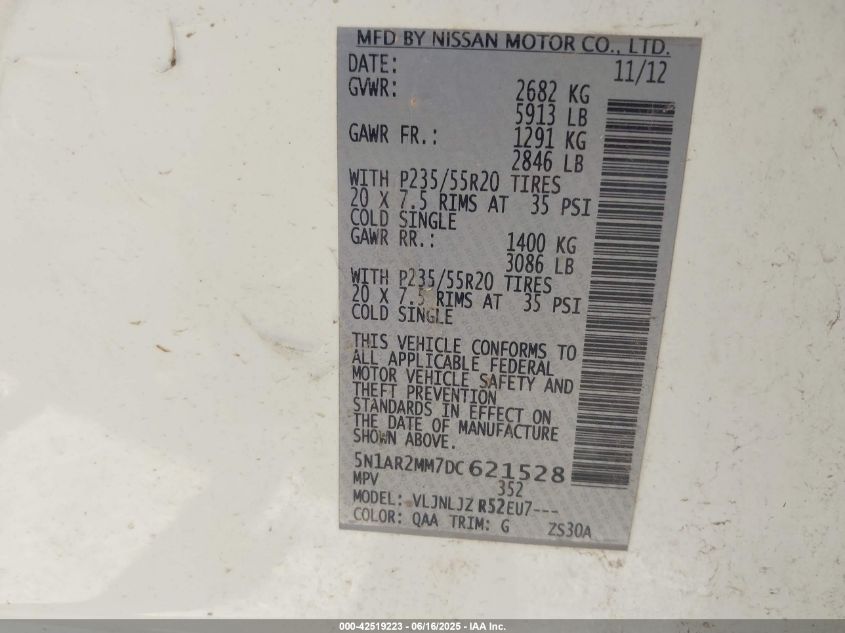 MFD BY NISSAN MOTOR CO., LTD.
DATE: 11/12
GVWR: 2682 KG
5913 LB
GAWR FR.: 1291 KG
2846 LB
WITH P235/55R20 TIRES
20 X 7.5 RIMS AT 35 PSI
COLD SINGLE
GAWR RR.: 1400 KG
3086 LB
WITH P235/55R20 TIRES
20 X 7.5 RIMS AT 35 PSI
COLD SINGLE
THIS VEHICLE CONFORMS TO
ALL APPLICABLE FEDERAL
MOTOR VEHICLE SAFETY AND
THEFT PREVENTION
STANDARDS IN EFFECT ON
THE DATE OF MANUFACTURE
SHOWN ABOVE.
5N1AR2MM7DC621528
MPV 352
MODEL: VLJNLJZ R52EU7---
COLOR: QAA TRIM: G ZS30A
000-42519223 - 06/16/2025 - IAA Inc.